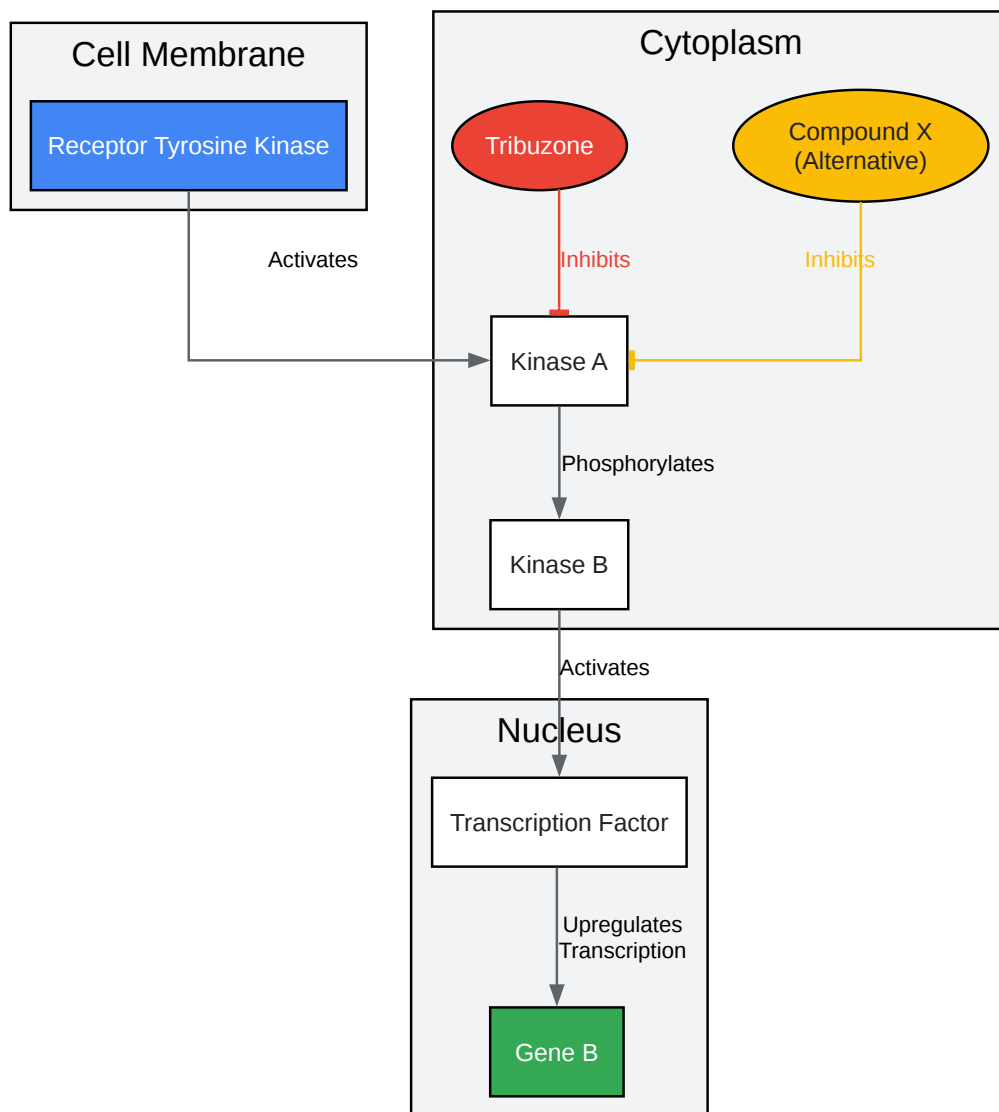 Cell Membrane
Receptor Tyrosine Kinase
Cytoplasm
Tribuzone
Compound X
(Alternative)
Activates
Inhibits
Inhibits
Kinase A
Phosphorylates
Kinase B
Activates
Nucleus
Transcription Factor
Upregulates
Transcription
Gene B